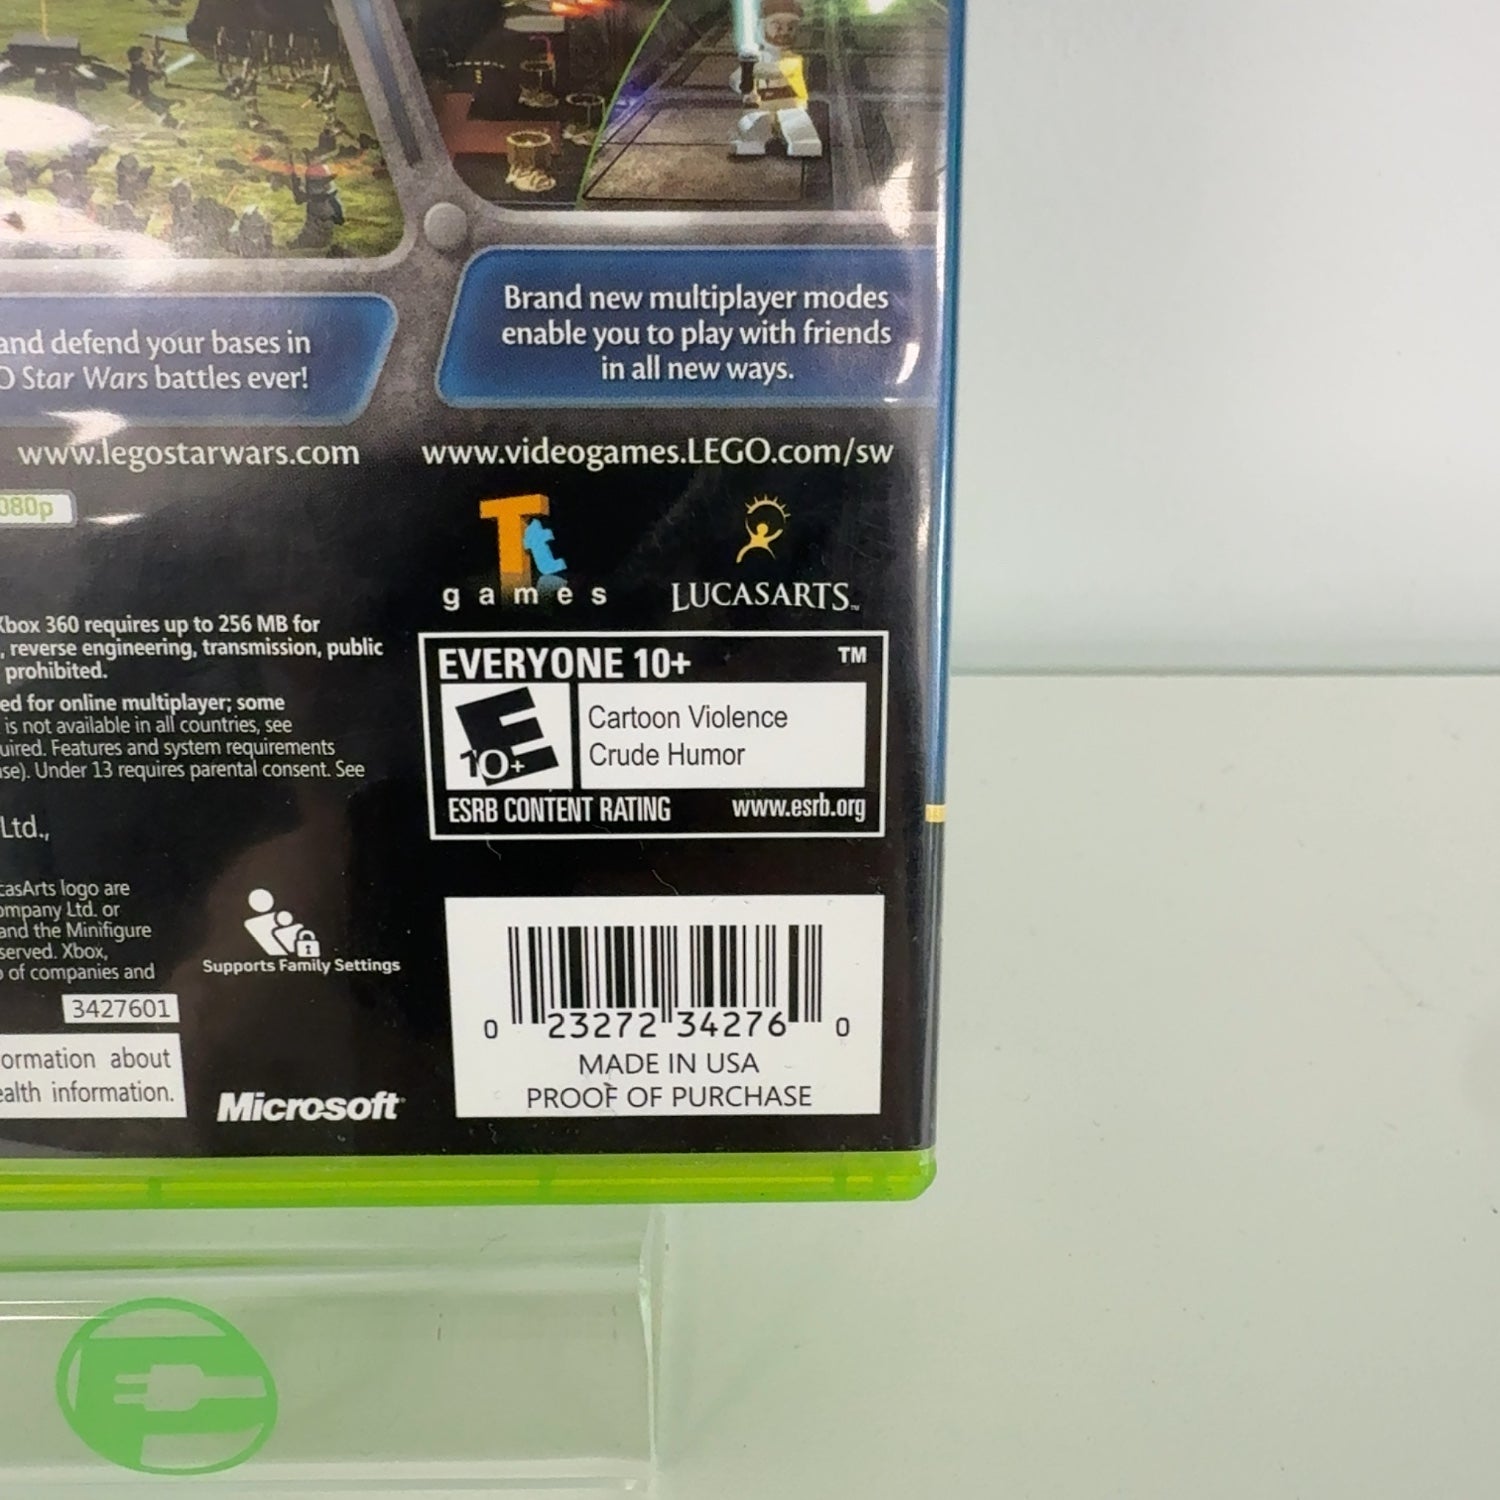 and defend your bases in
Star Wars battles ever!
Brand new multiplayer modes
enable you to play with friends
in all new ways.
www.legostarwars.com
www.videogames.LEGO.com/sw
080p
Tt
games
LUCASARTS™
Xbox 360 requires up to 256 MB for
, reverse engineering, transmission, public
prohibited.
ed for online multiplayer; some
is not available in all countries, see
uired. Features and system requirements
se). Under 13 requires parental consent. See
Ltd.,
EVERYONE 10+ TM
E
10+
Cartoon Violence
Crude Humor
ESRB CONTENT RATING www.esrb.org
casArts logo are
ompany Ltd. or
and the Minifigure
served. Xbox,
of companies and
Supports Family Settings
3427601
ormation about
ealth information.
Microsoft
0 23272 34276 0
MADE IN USA
PROOF OF PURCHASE